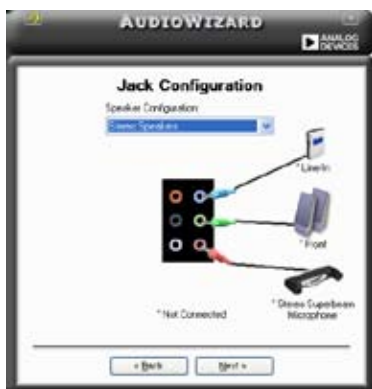 AUDIOWIZARD
ANALOG
DEVICES
Jack Configuration
Speaker Configuration
Stereo Speakers
*Line-In
*Front
*Not Connected
*Stereo Superbeam
Microphone
< Back
Next >